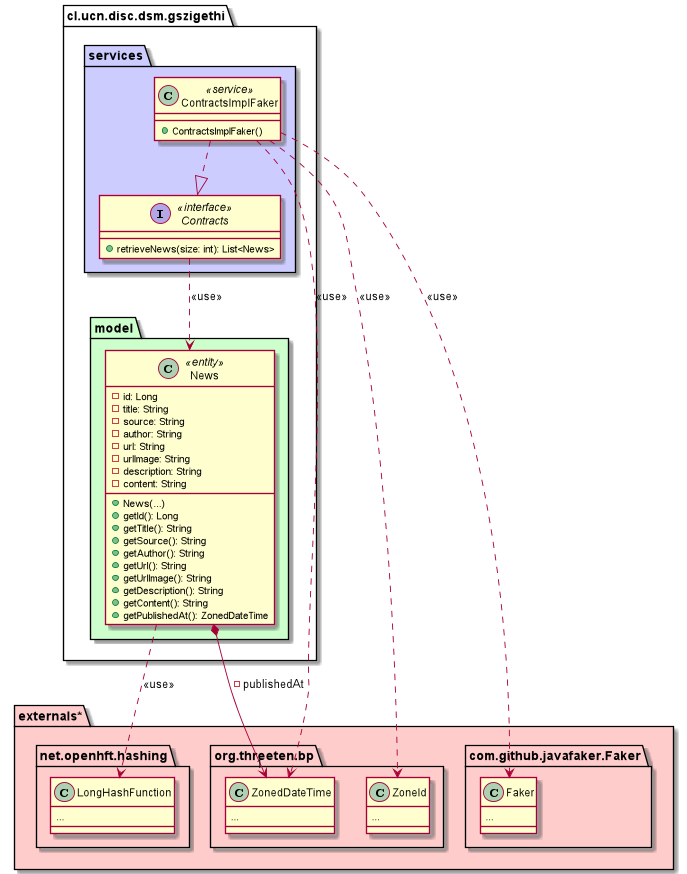 cl.ucn.disc.dsm.gszigethi
services
C
«service»
ContractsImplFaker
ContractsImplFaker()
I
«interface»
Contracts
retrieveNews(size: int): List<News>
«use»
«use»
«use»
«use»
model
C
«entity»
News
id: Long
title: String
source: String
author: String
url: String
urlImage: String
description: String
content: String
News(...)
getId(): Long
getTitle(): String
getSource(): String
getAuthor(): String
getUrl(): String
getUrlImage(): String
getDescription(): String
getContent(): String
getPublishedAt(): ZonedDateTime
«use»
publishedAt
externals*
net.openhft.hashing
C
LongHashFunction
...
org.threeten.bp
C
ZonedDateTime
...
C
ZoneId
...
com.github.javafaker.Faker
C
Faker
...